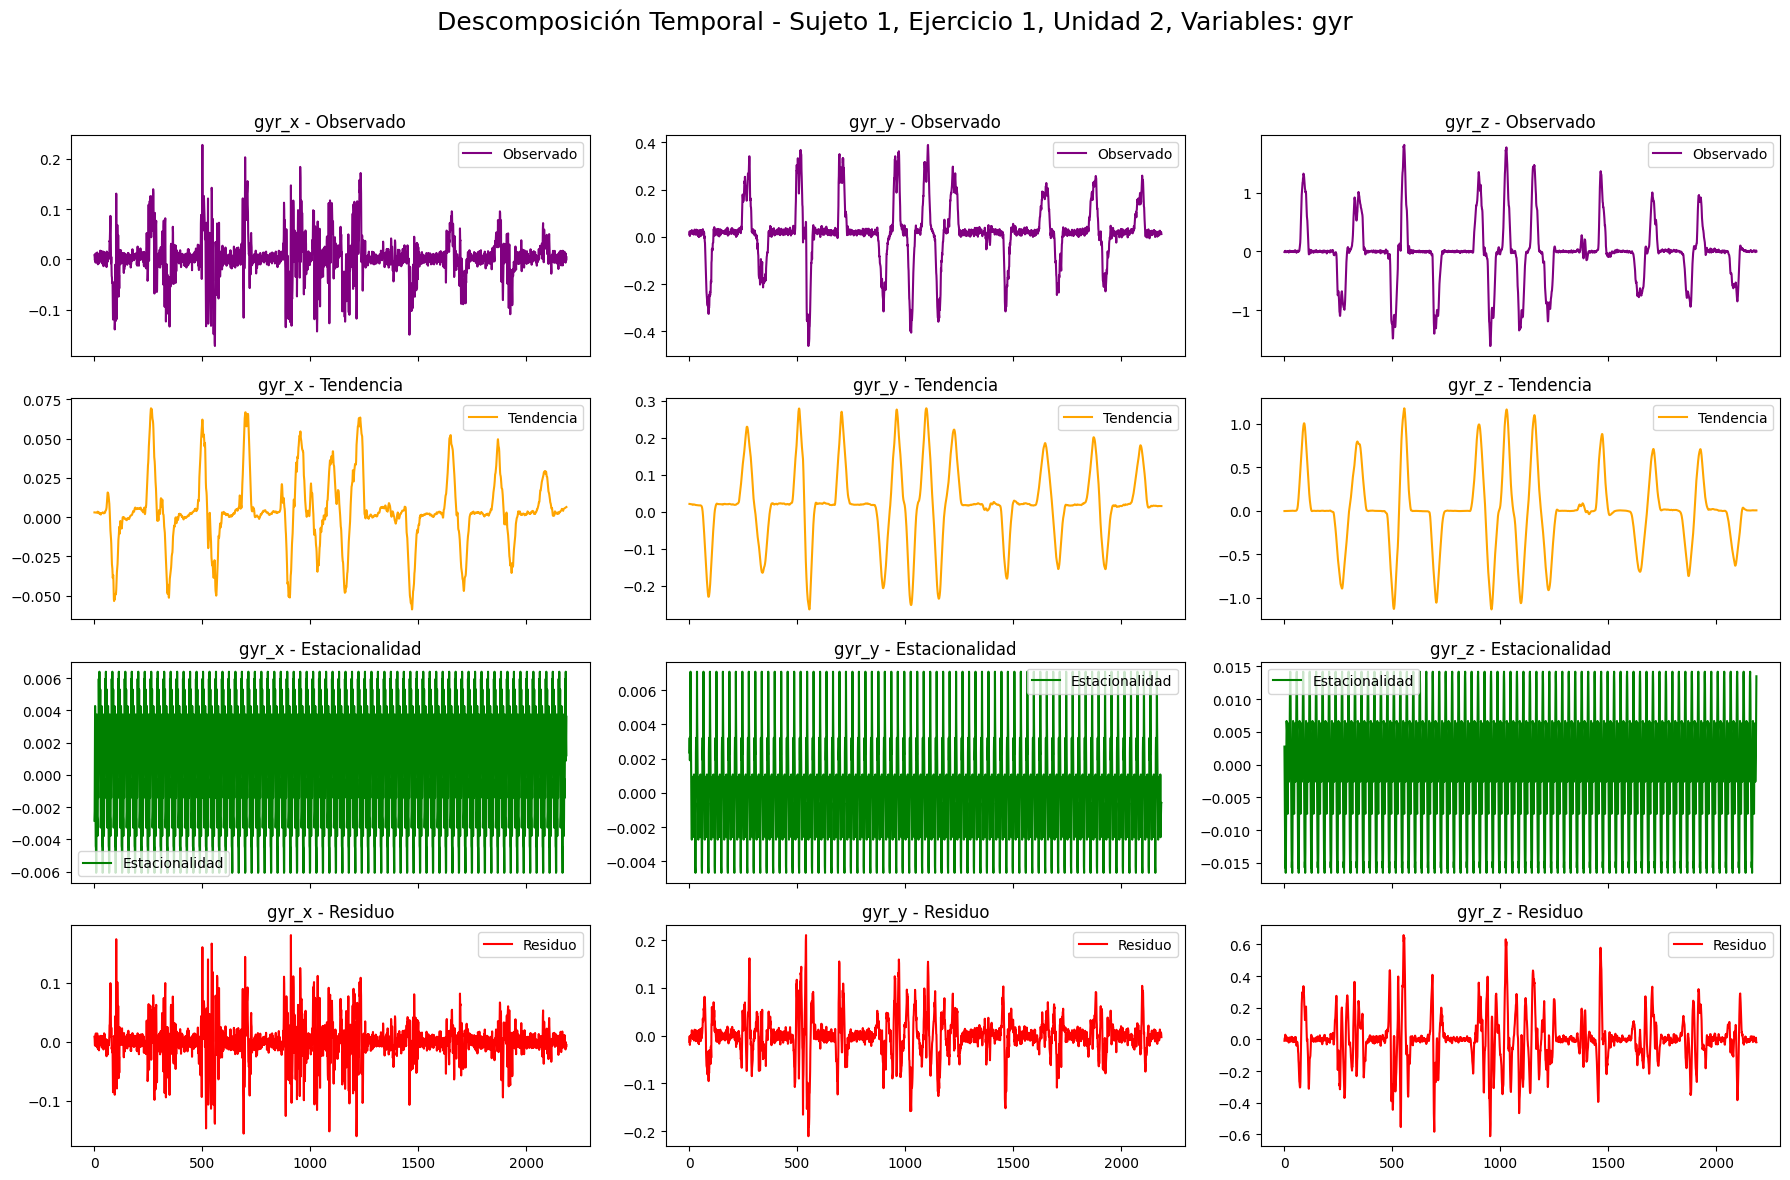 Descomposición Temporal - Sujeto 1, Ejercicio 1, Unidad 2, Variables: gyr
gyr_x - Observado
gyr_y - Observado
gyr_z - Observado
Observado
Observado
Observado
0.2
0.1
0.0
−0.1
0.4
0.2
0.0
−0.2
−0.4
1
0
−1
gyr_x - Tendencia
gyr_y - Tendencia
gyr_z - Tendencia
Tendencia
Tendencia
Tendencia
0.075
0.050
0.025
0.000
−0.025
−0.050
0.3
0.2
0.1
0.0
−0.1
−0.2
1.0
0.5
0.0
−0.5
−1.0
gyr_x - Estacionalidad
gyr_y - Estacionalidad
gyr_z - Estacionalidad
Estacionalidad
Estacionalidad
Estacionalidad
0.006
0.004
0.002
0.000
−0.002
−0.004
−0.006
0.006
0.004
0.002
0.000
−0.002
−0.004
0.015
0.010
0.005
0.000
−0.005
−0.010
−0.015
gyr_x - Residuo
gyr_y - Residuo
gyr_z - Residuo
Residuo
Residuo
Residuo
0.1
0.0
−0.1
0.2
0.1
0.0
−0.1
−0.2
0.6
0.4
0.2
0.0
−0.2
−0.4
−0.6
0 500 1000 1500 2000
0 500 1000 1500 2000
0 500 1000 1500 2000